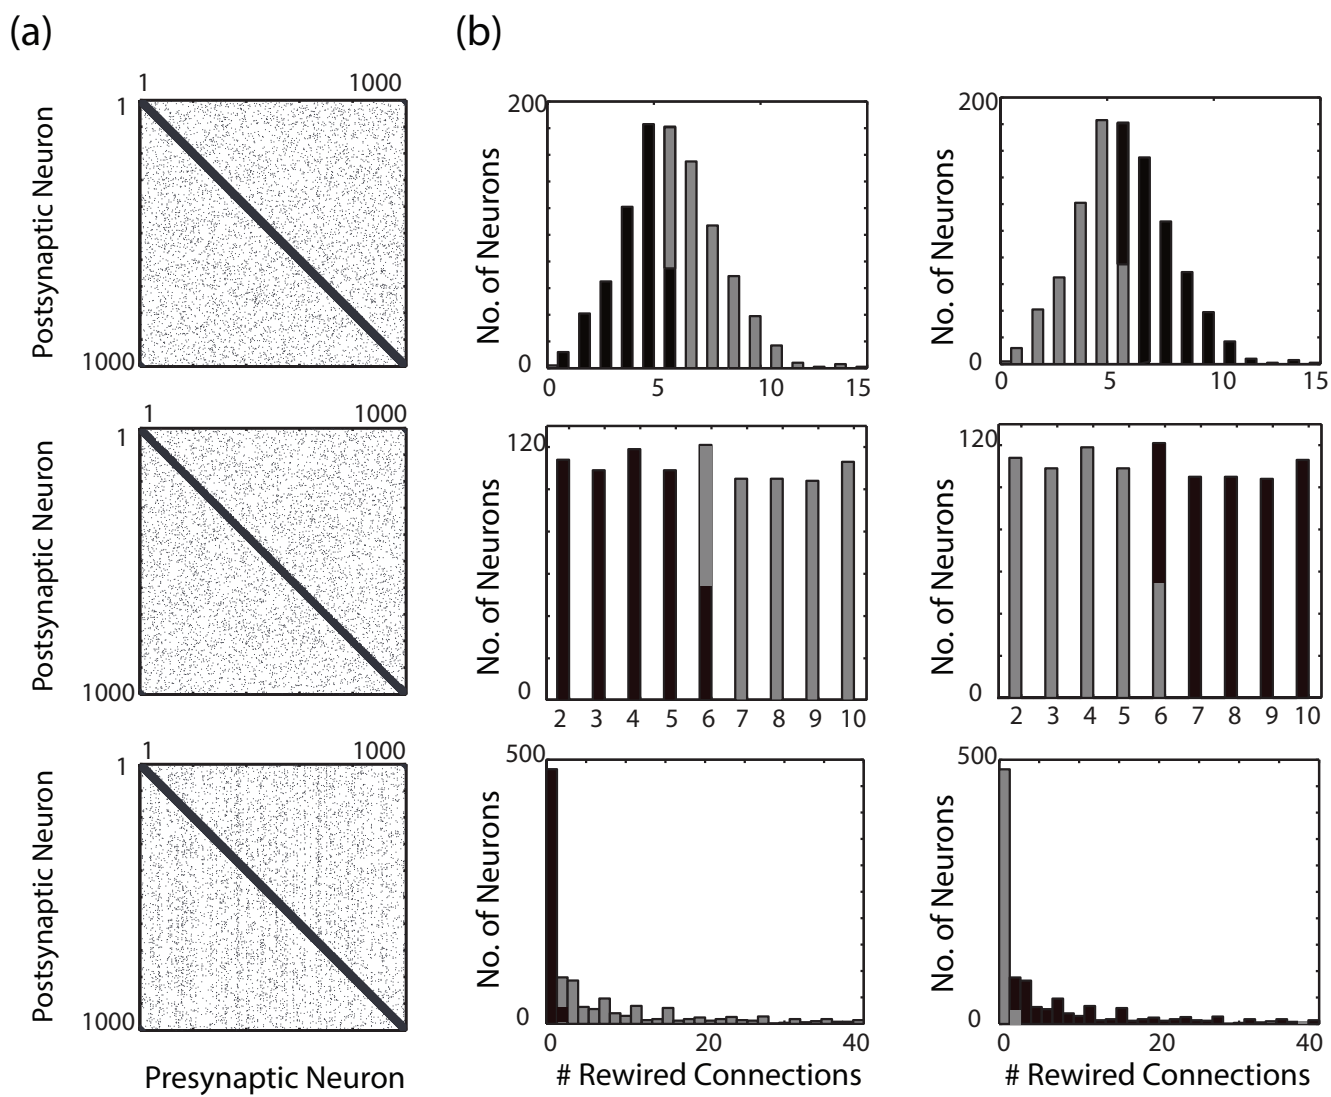 (a)
(b)
1 1000
1
Postsynaptic Neuron
1000
200
No. of Neurons
0
0 5 10 15
200
No. of Neurons
0
0 5 10 15
1 1000
1
Postsynaptic Neuron
1000
120
No. of Neurons
0
2 3 4 5 6 7 8 9 10
120
No. of Neurons
0
2 3 4 5 6 7 8 9 10
1 1000
1
Postsynaptic Neuron
1000
Presynaptic Neuron
500
No. of Neurons
0
0 20 40
# Rewired Connections
500
No. of Neurons
0
0 20 40
# Rewired Connections